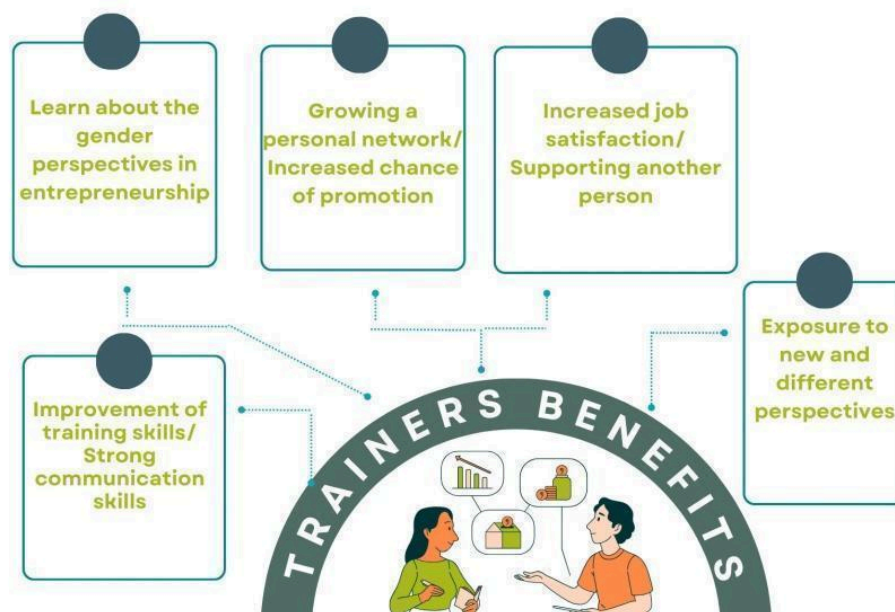 Learn about the
gender
perspectives in
entrepreneurship
Growing a
personal network/
Increased chance
of promotion
Increased job
satisfaction/
Supporting another
person
Exposure to
new and
different
perspectives
Improvement of
training skills/
Strong
communication
skills
TRAINERS BENEFITS